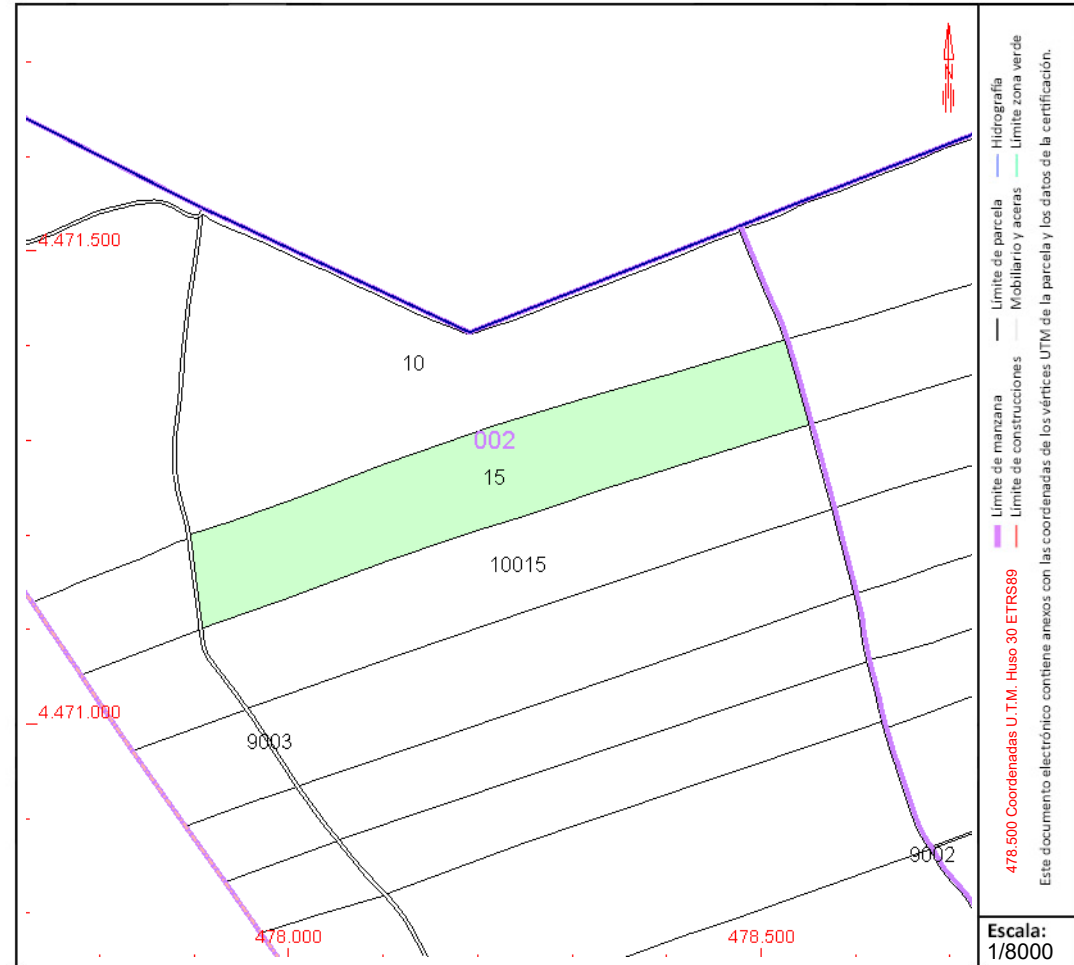 N
4.471.500
10
002
15
10015
4.471.000
9003
9002
478.000
478.500
478.500 Coordenadas U.T.M. Huso 30 ETRS89
Límite de manzana
Límite de construcciones
Límite de parcela
Mobiliario y aceras
Hidrografía
Límite zona verde
Este documento electrónico contiene anexos con las coordenadas de los vértices UTM de la parcela y los datos de la certificación.
Escala:
1/8000